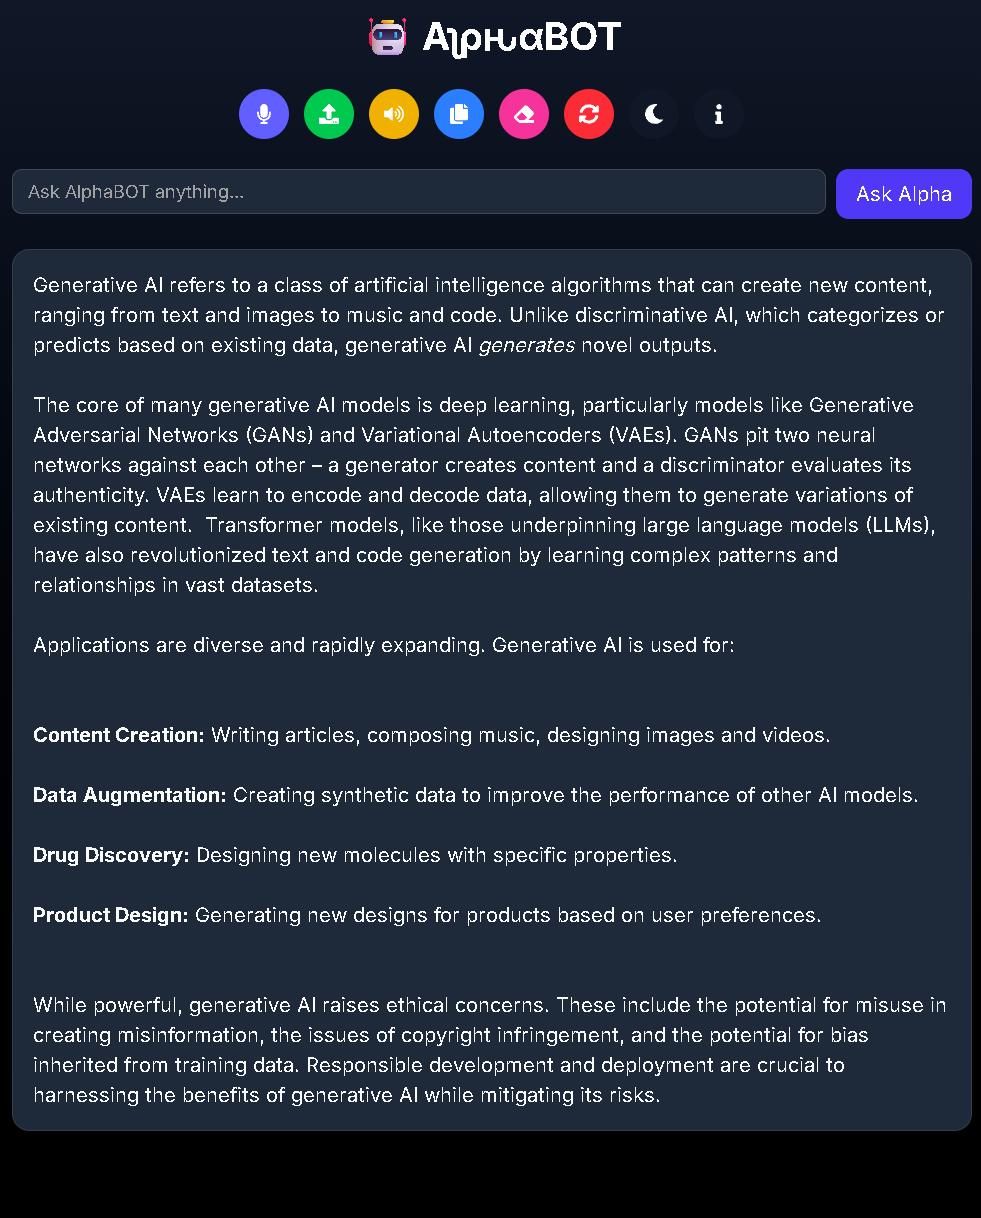 AʅρԋαBOT
Ask AlphaBOT anything...
Ask Alpha
Generative AI refers to a class of artificial intelligence algorithms that can create new content,
ranging from text and images to music and code. Unlike discriminative AI, which categorizes or
predicts based on existing data, generative AI generates novel outputs.
The core of many generative AI models is deep learning, particularly models like Generative
Adversarial Networks (GANs) and Variational Autoencoders (VAEs). GANs pit two neural
networks against each other – a generator creates content and a discriminator evaluates its
authenticity. VAEs learn to encode and decode data, allowing them to generate variations of
existing content.  Transformer models, like those underpinning large language models (LLMs),
have also revolutionized text and code generation by learning complex patterns and
relationships in vast datasets.
Applications are diverse and rapidly expanding. Generative AI is used for:
Content Creation: Writing articles, composing music, designing images and videos.
Data Augmentation: Creating synthetic data to improve the performance of other AI models.
Drug Discovery: Designing new molecules with specific properties.
Product Design: Generating new designs for products based on user preferences.
While powerful, generative AI raises ethical concerns. These include the potential for misuse in
creating misinformation, the issues of copyright infringement, and the potential for bias
inherited from training data. Responsible development and deployment are crucial to
harnessing the benefits of generative AI while mitigating its risks.